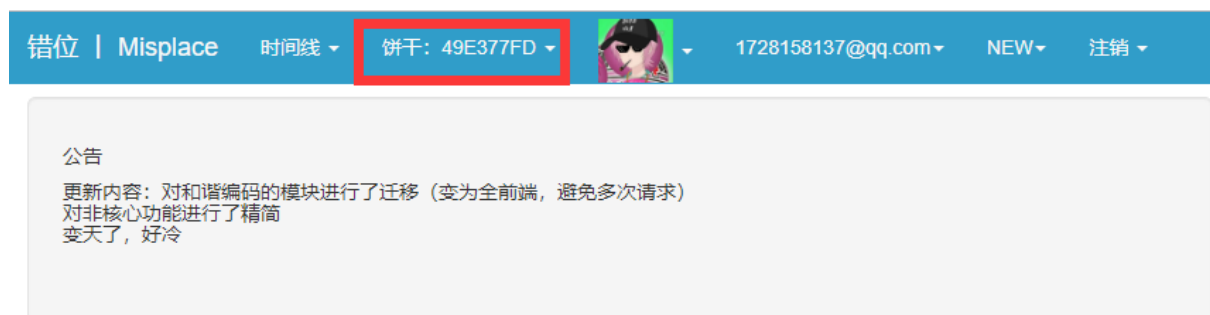 错位 | Misplace 时间线 饼干：49E377FD 1728158137@qq.com NEW 注销
公告
更新内容：对和谐编码的模块进行了迁移（变为全前端，避免多次请求）
对非核心功能进行了精简
变天了，好冷